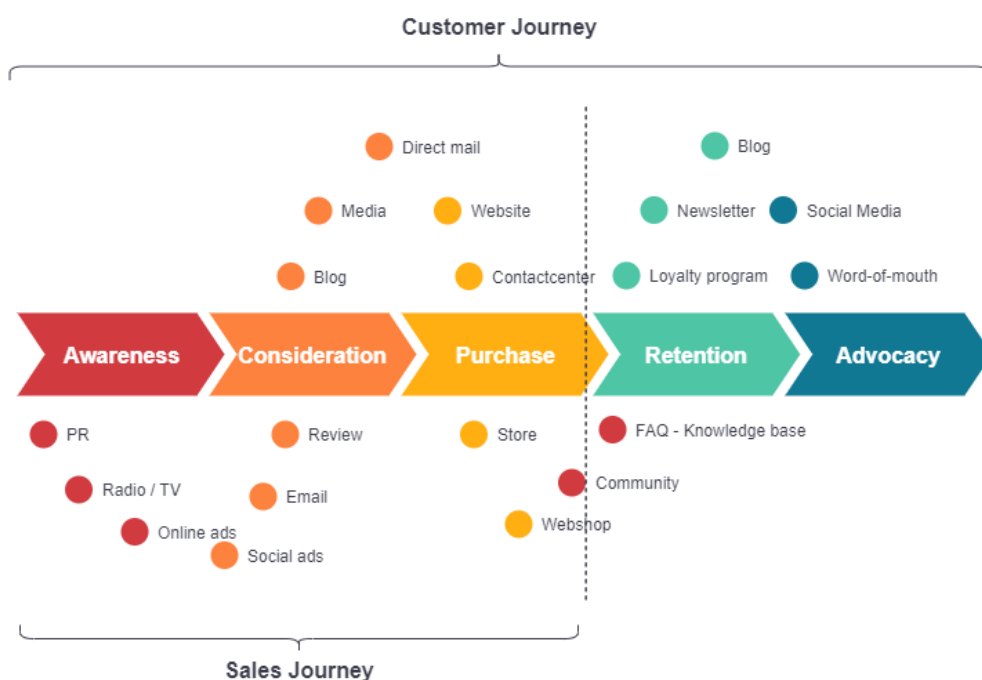 Customer Journey
Direct mail
Blog
Media
Website
Newsletter
Social Media
Blog
Contactcenter
Loyalty program
Word-of-mouth
Awareness
Consideration
Purchase
Retention
Advocacy
PR
Review
Store
FAQ - Knowledge base
Radio / TV
Email
Community
Online ads
Webshop
Social ads
Sales Journey